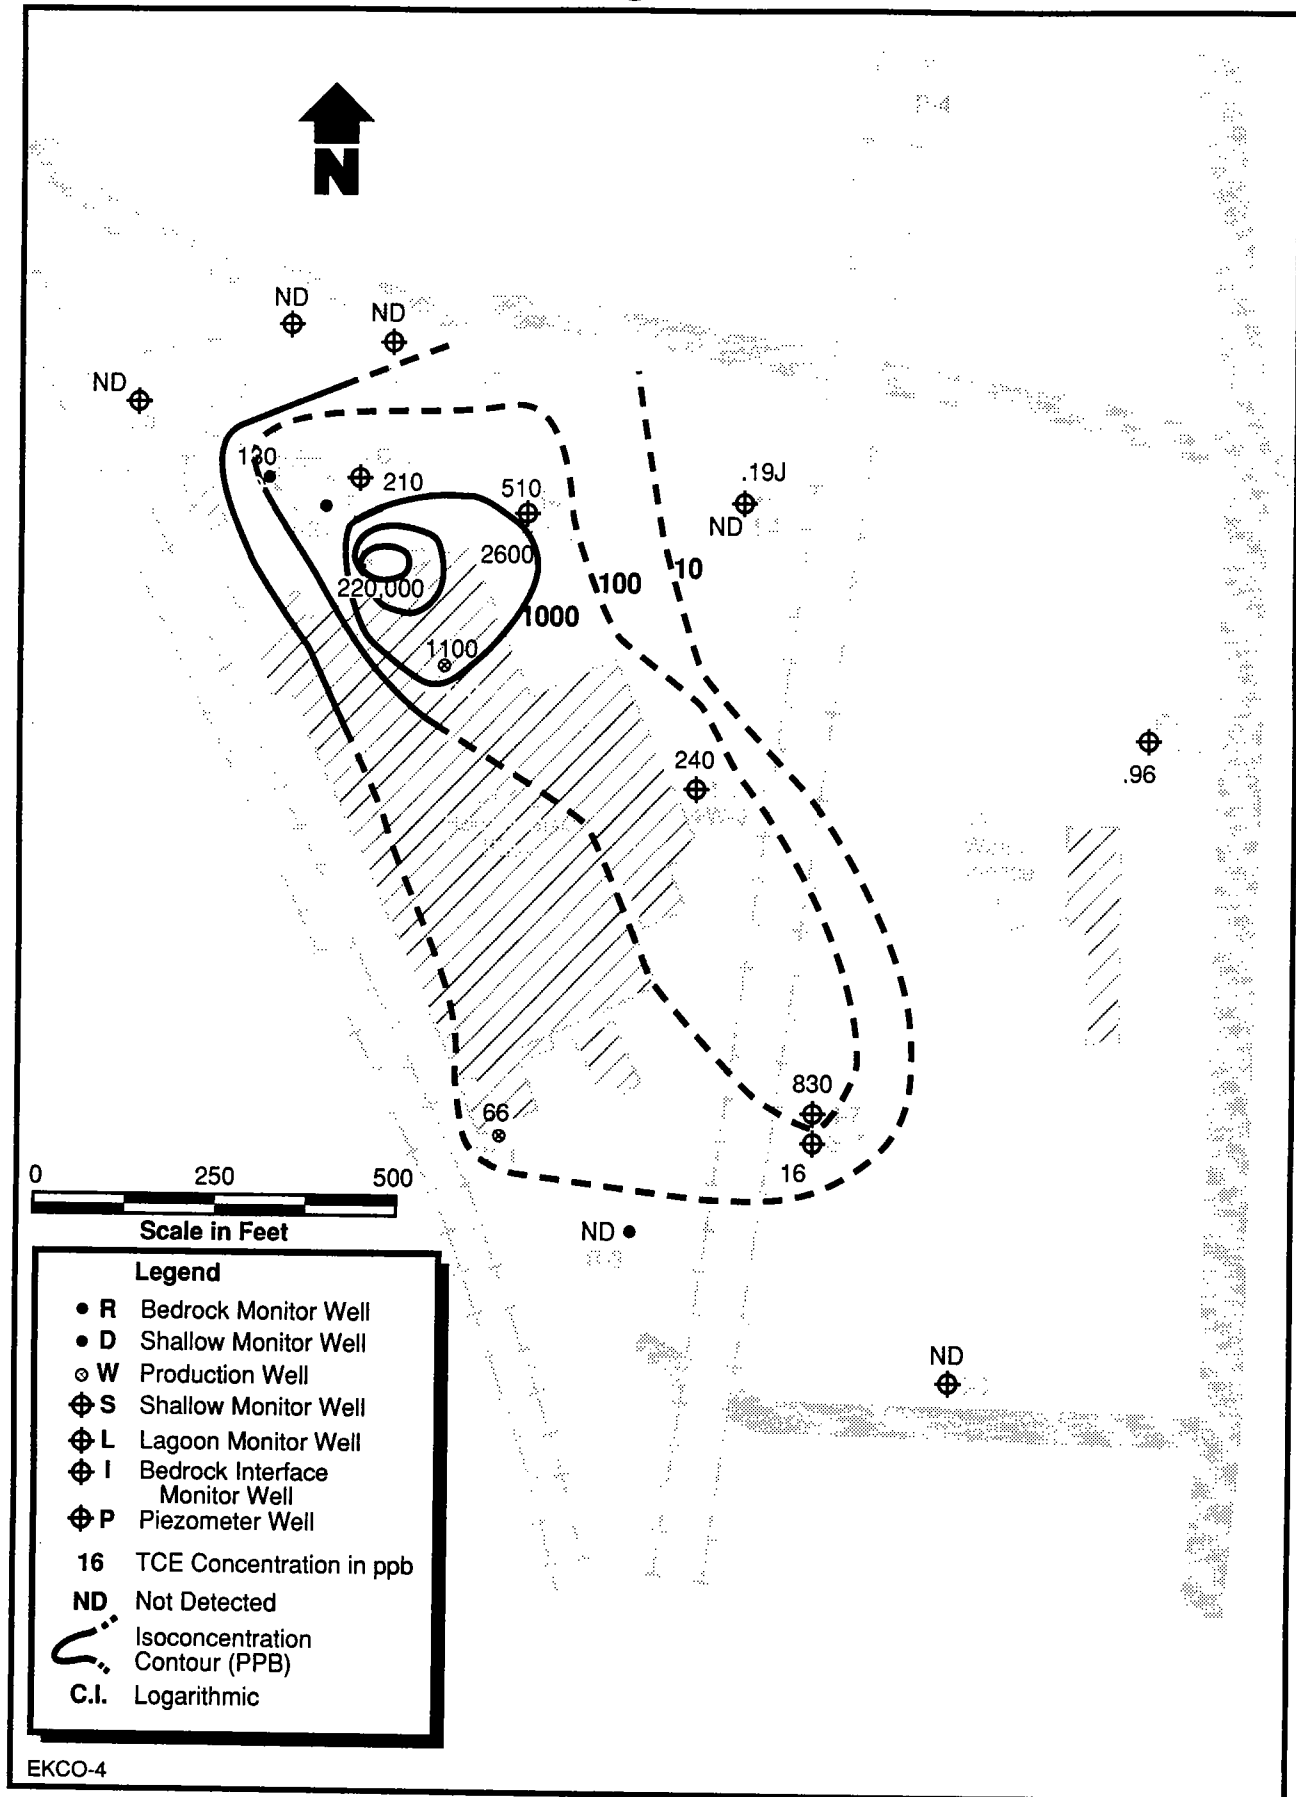 P-4
N
ND
ND
ND
130
210
510
.19J
ND
2600
220,000
100
10
1000
1100
240
.96
830
66
16
0 250 500
Scale in Feet
ND
R-3
ND
Legend
R Bedrock Monitor Well
D Shallow Monitor Well
W Production Well
S Shallow Monitor Well
L Lagoon Monitor Well
I Bedrock Interface
Monitor Well
P Piezometer Well
16 TCE Concentration in ppb
ND Not Detected
Isoconcentration
Contour (PPB)
C.I. Logarithmic
EKCO-4